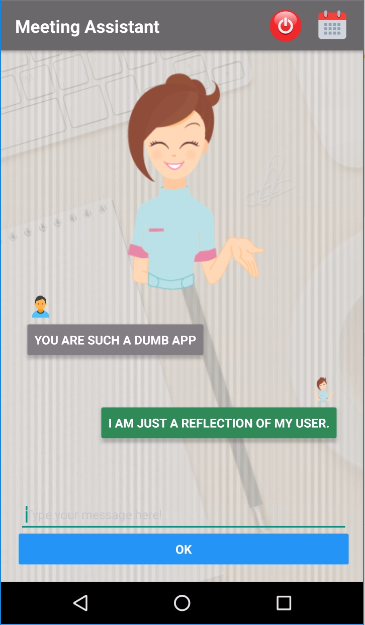 Meeting Assistant
YOU ARE SUCH A DUMB APP
I AM JUST A REFLECTION OF MY USER.
Type your message here!
OK